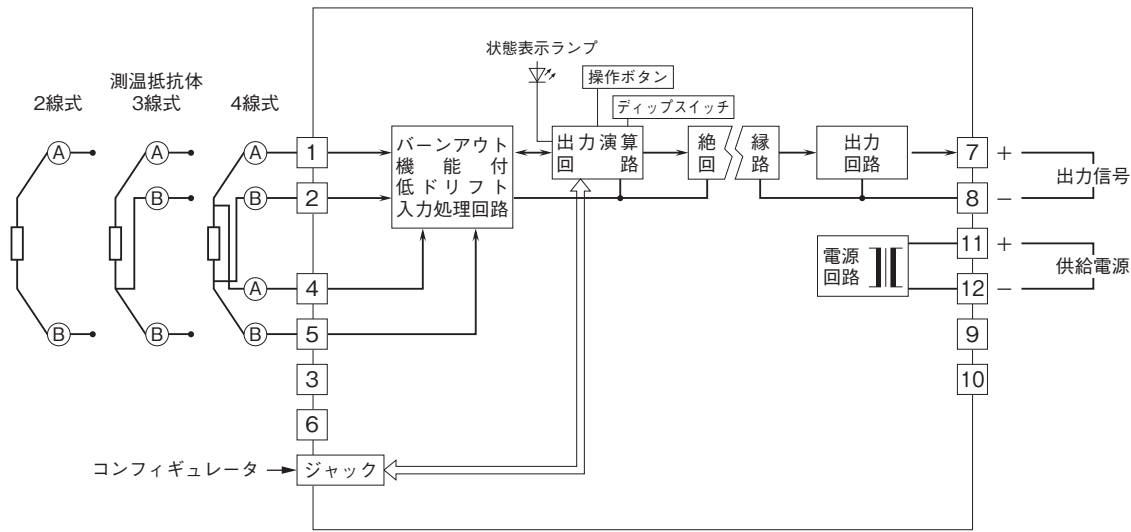 状態表示ランプ
操作ボタン
ディップスイッチ
測温抵抗体
2線式
3線式
4線式
A
A
A
B
B
A
B
B
B
1
2
4
5
3
6
バーンアウト
機能付
低ドリフト
入力処理回路
出力演算
回路
絶縁
回路
出力
回路
電源
回路
7
+
8
−
出力信号
11
+
12
−
供給電源
9
10
コンフィギュレータ
ジャック